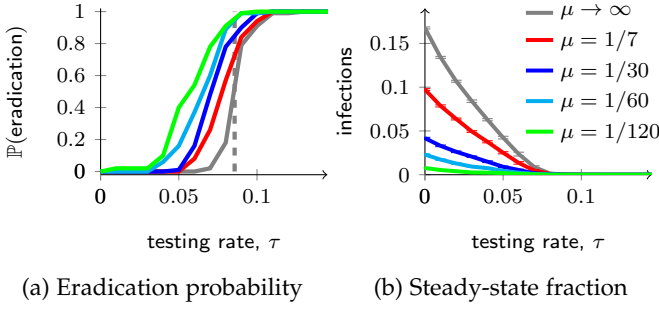 1
0.8
0.6
0.4
0.2
0
ℙ(eradication)
0 0.05 0.1
testing rate, τ
(a) Eradication probability
0.15
0.1
0.05
0
infections
μ → ∞
μ = 1/7
μ = 1/30
μ = 1/60
μ = 1/120
0 0.05 0.1
testing rate, τ
(b) Steady-state fraction